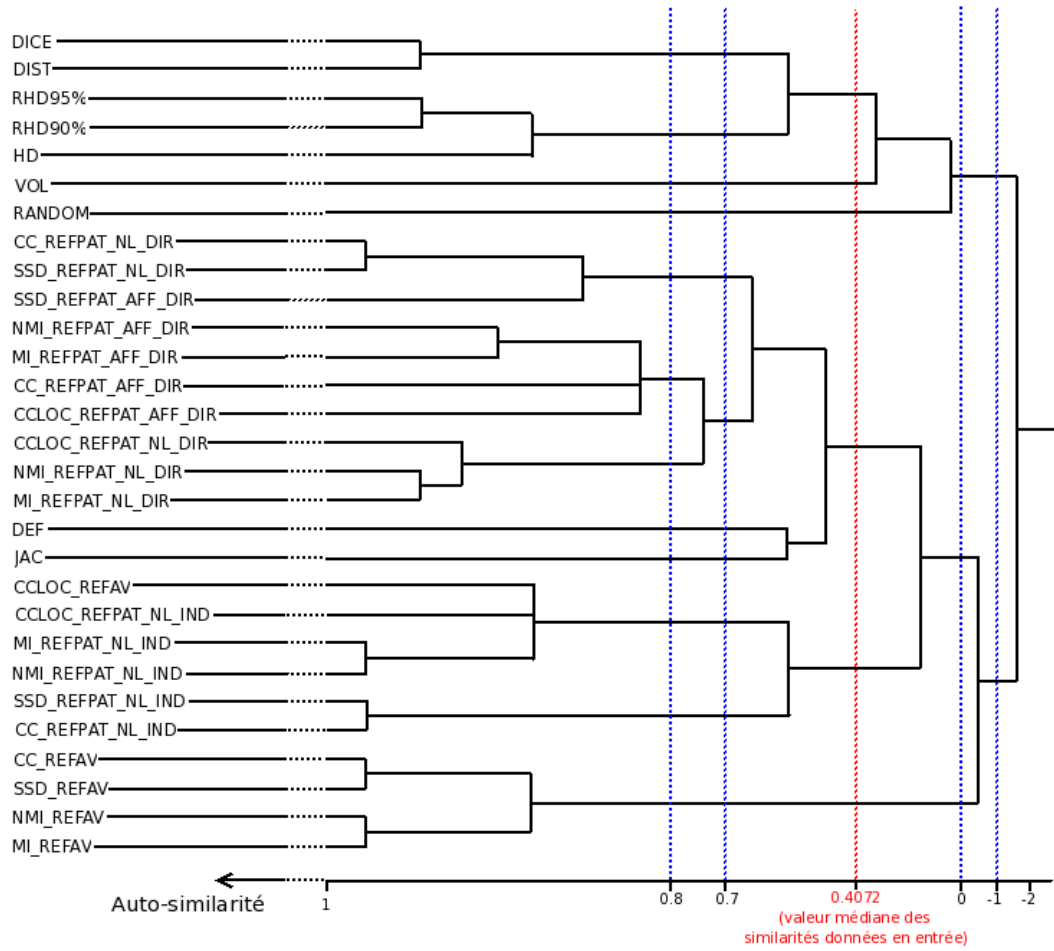 DICE
DIST
RHD95%
RHD90%
HD
VOL
RANDOM
CC_REFPAT_NL_DIR
SSD_REFPAT_NL_DIR
SSD_REFPAT_AFF_DIR
NMI_REFPAT_AFF_DIR
MI_REFPAT_AFF_DIR
CC_REFPAT_AFF_DIR
CCLOC_REFPAT_AFF_DIR
CCLOC_REFPAT_NL_DIR
NMI_REFPAT_NL_DIR
MI_REFPAT_NL_DIR
DEF
JAC
CCLOC_REFAV
CCLOC_REFPAT_NL_IND
MI_REFPAT_NL_IND
NMI_REFPAT_NL_IND
SSD_REFPAT_NL_IND
CC_REFPAT_NL_IND
CC_REFAV
SSD_REFAV
NMI_REFAV
MI_REFAV
Auto-similarité 1 0.8 0.7 0.4072 0 -1 -2
(valeur médiane des
similarités données en entrée)